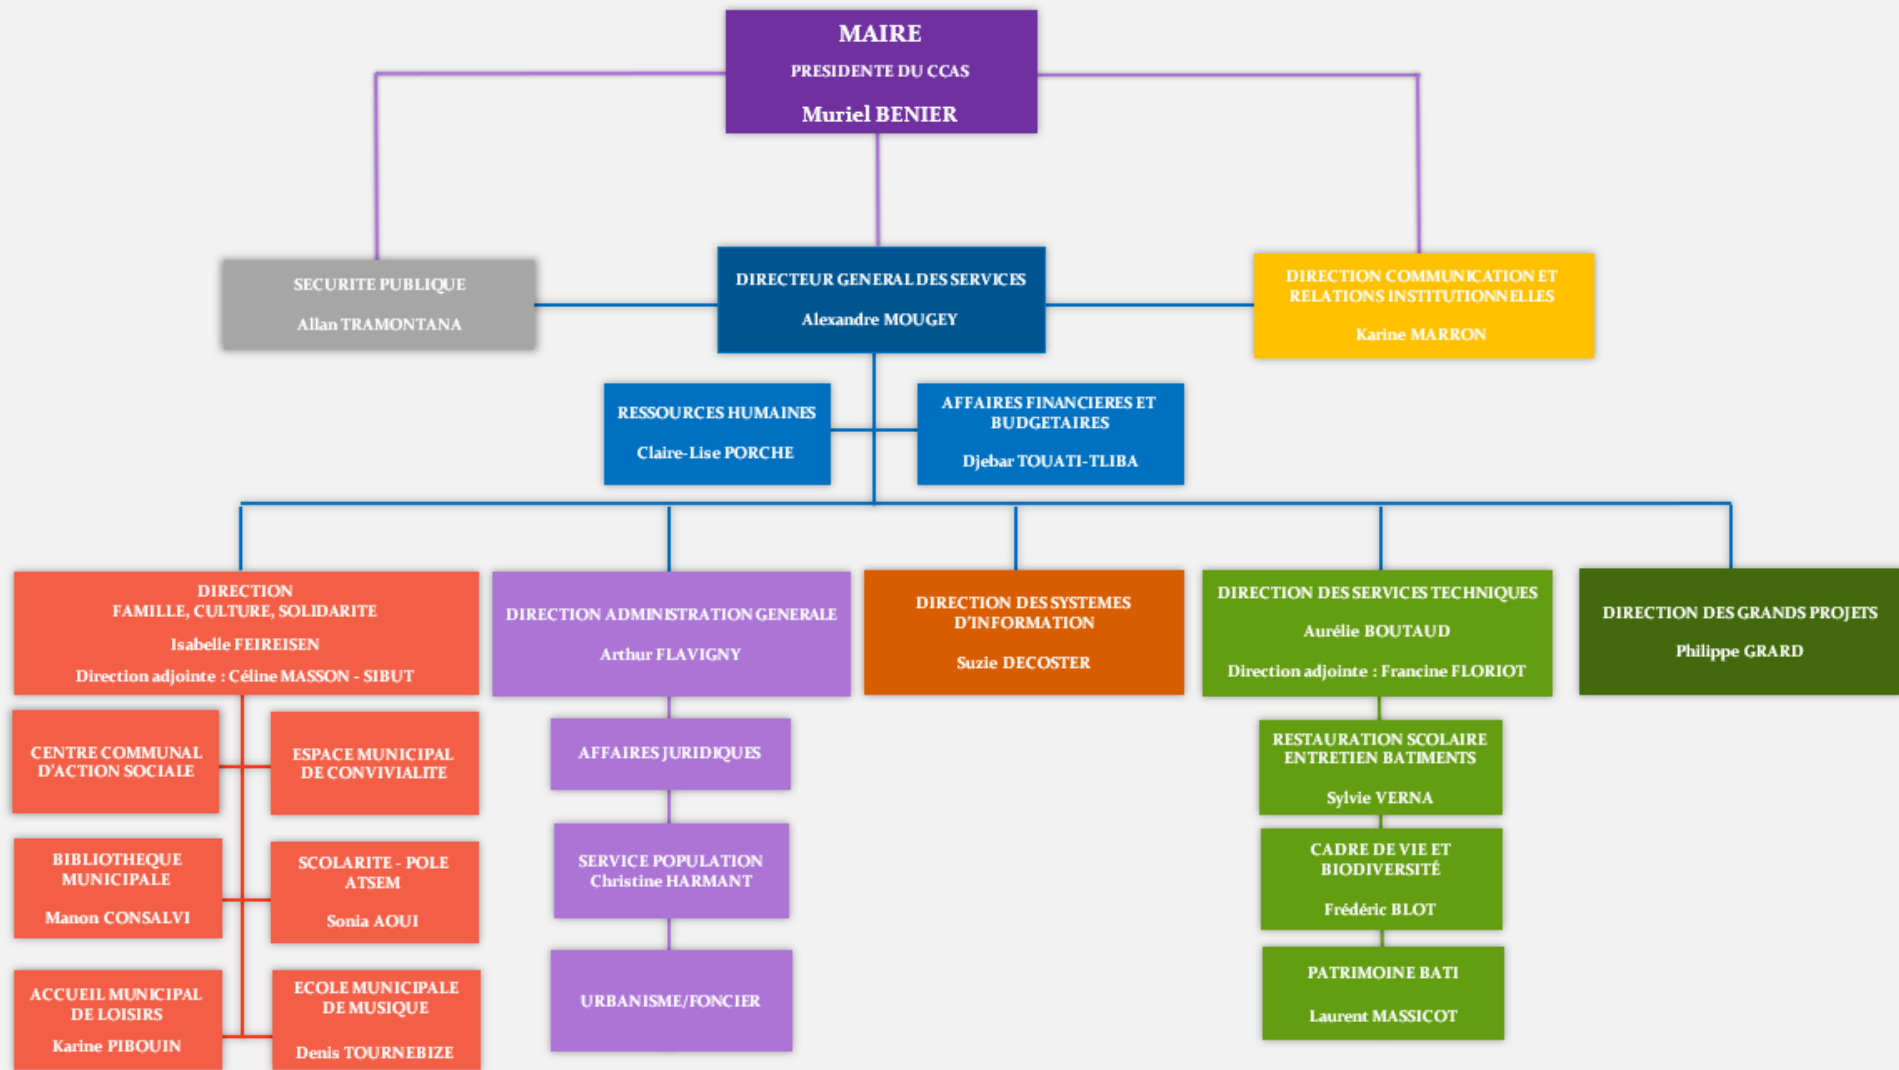 MAIRE
PRESIDENTE DU CCAS
Muriel BENIER
SECURITE PUBLIQUE
Allan TRAMONTANA
DIRECTEUR GENERAL DES SERVICES
Alexandre MOUGEY
DIRECTION COMMUNICATION ET
RELATIONS INSTITUTIONNELLES
Karine MARRON
RESSOURCES HUMAINES
Claire-Lise PORCHE
AFFAIRES FINANCIERES ET
BUDGETAIRES
Djebar TOUATI-TLIBA
DIRECTION
FAMILLE, CULTURE, SOLIDARITE
Isabelle FEIREISEN
Direction adjointe : Céline MASSON - SIBUT
DIRECTION ADMINISTRATION GENERALE
Arthur FLAVIGNY
DIRECTION DES SYSTEMES
D'INFORMATION
Suzie DECOSTER
DIRECTION DES SERVICES TECHNIQUES
Aurélie BOUTAUD
Direction adjointe : Francine FLORIOT
DIRECTION DES GRANDS PROJETS
Philippe GRARD
CENTRE COMMUNAL
D'ACTION SOCIALE
ESPACE MUNICIPAL
DE CONVIVIALITE
BIBLIOTHEQUE
MUNICIPALE
Manon CONSALVI
SCOLARITE - POLE
ATSEM
Sonia AOUI
ACCUEIL MUNICIPAL
DE LOISIRS
Karine PIBOUIN
ECOLE MUNICIPALE
DE MUSIQUE
Denis TOURNEBIZE
AFFAIRES JURIDIQUES
SERVICE POPULATION
Christine HARMANT
URBANISME/FONCIER
RESTAURATION SCOLAIRE
ENTRETIEN BATIMENTS
Sylvie VERNA
CADRE DE VIE ET
BIODIVERSITÉ
Frédéric BLOT
PATRIMOINE BATI
Laurent MASSICOT